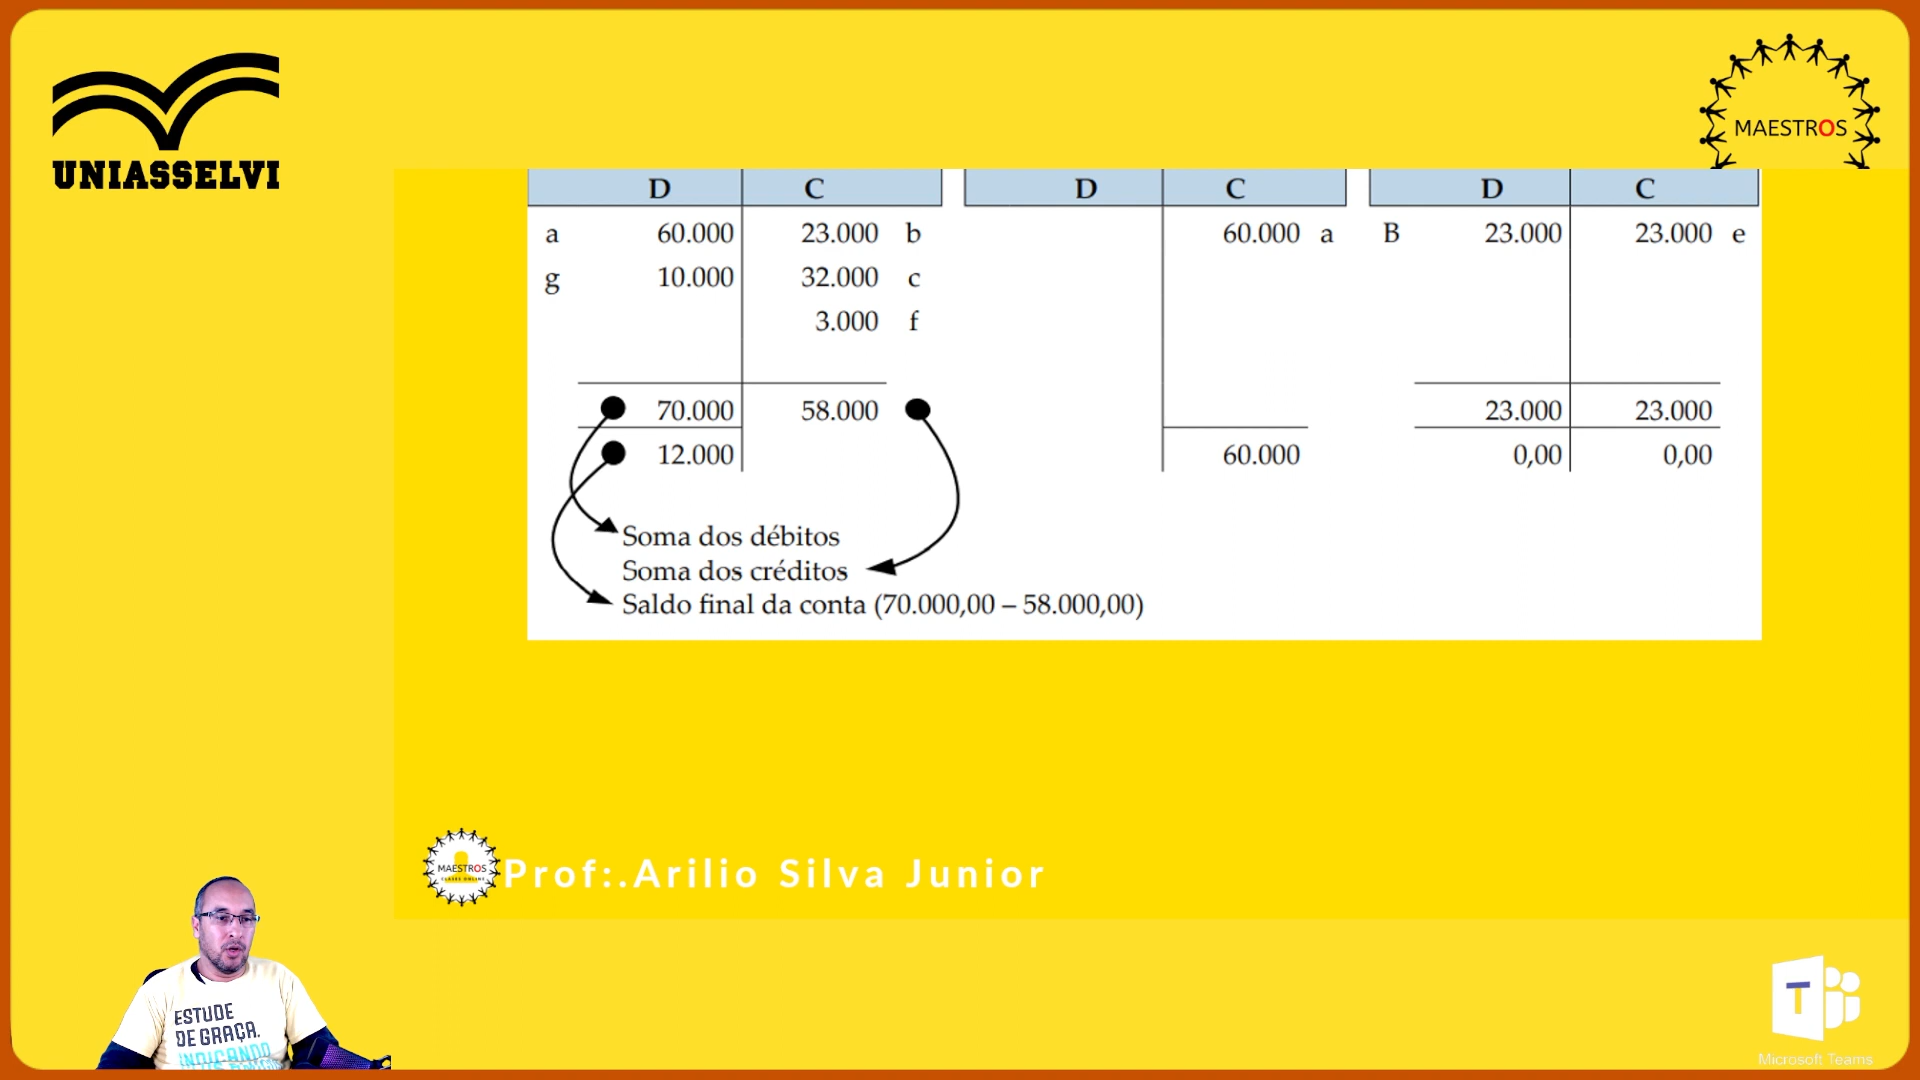 UNIASSELVI
MAESTROS
D C D C D C
a 60.000 23.000 b 60.000 a B 23.000 23.000 e
g 10.000 32.000 c
3.000 f
70.000 58.000 23.000 23.000
12.000 60.000 0,00 0,00
Soma dos débitos
Soma dos créditos
Saldo final da conta (70.000,00 – 58.000,00)
MAESTROS
Prof:.Arilio Silva Junior
ESTUDE
DE GRAÇA.
INDICANDO
T
Microsoft Teams